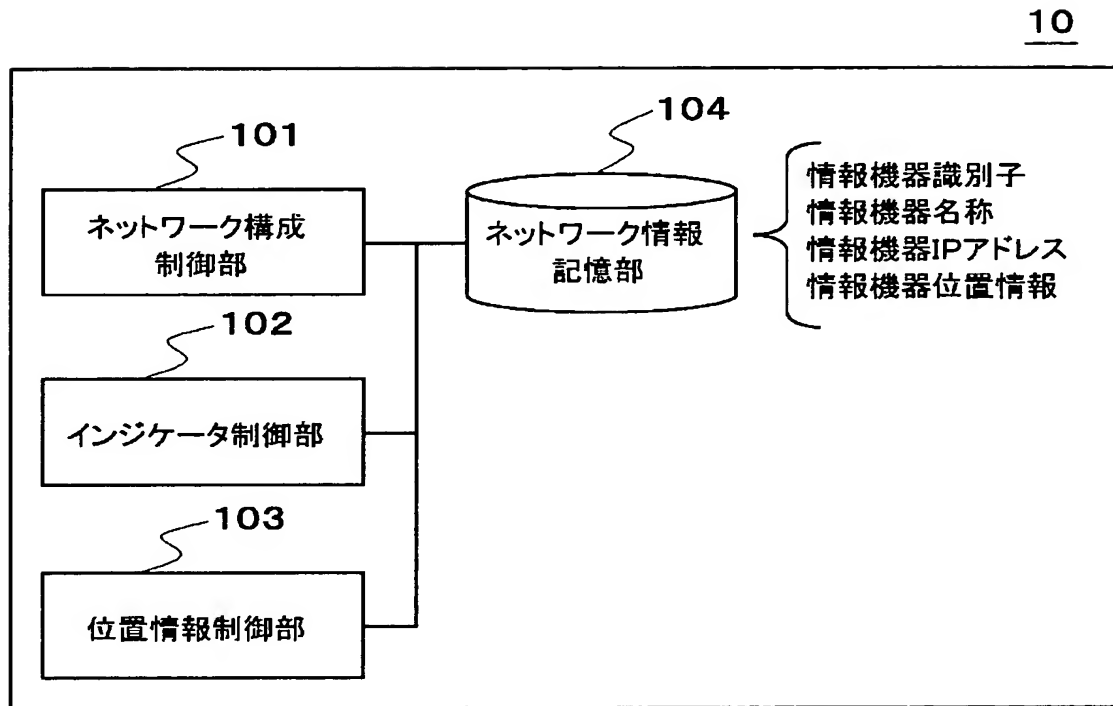 10
101
ネットワーク構成
制御部
102
インジケータ制御部
103
位置情報制御部
104
ネットワーク情報
記憶部
情報機器識別子
情報機器名称
情報機器IPアドレス
情報機器位置情報